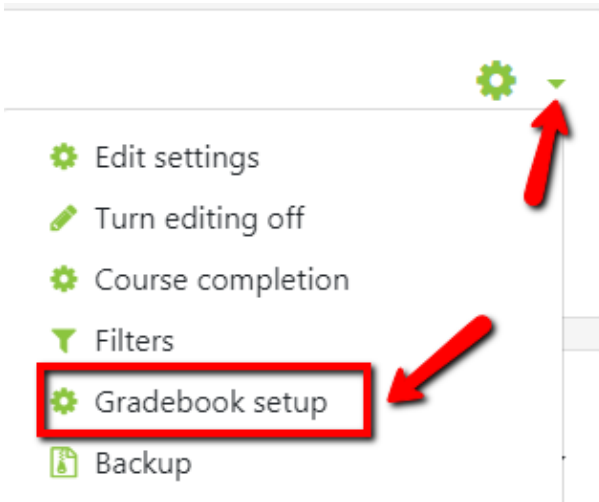 Edit settings
Turn editing off
Course completion
Filters
Gradebook setup
Backup